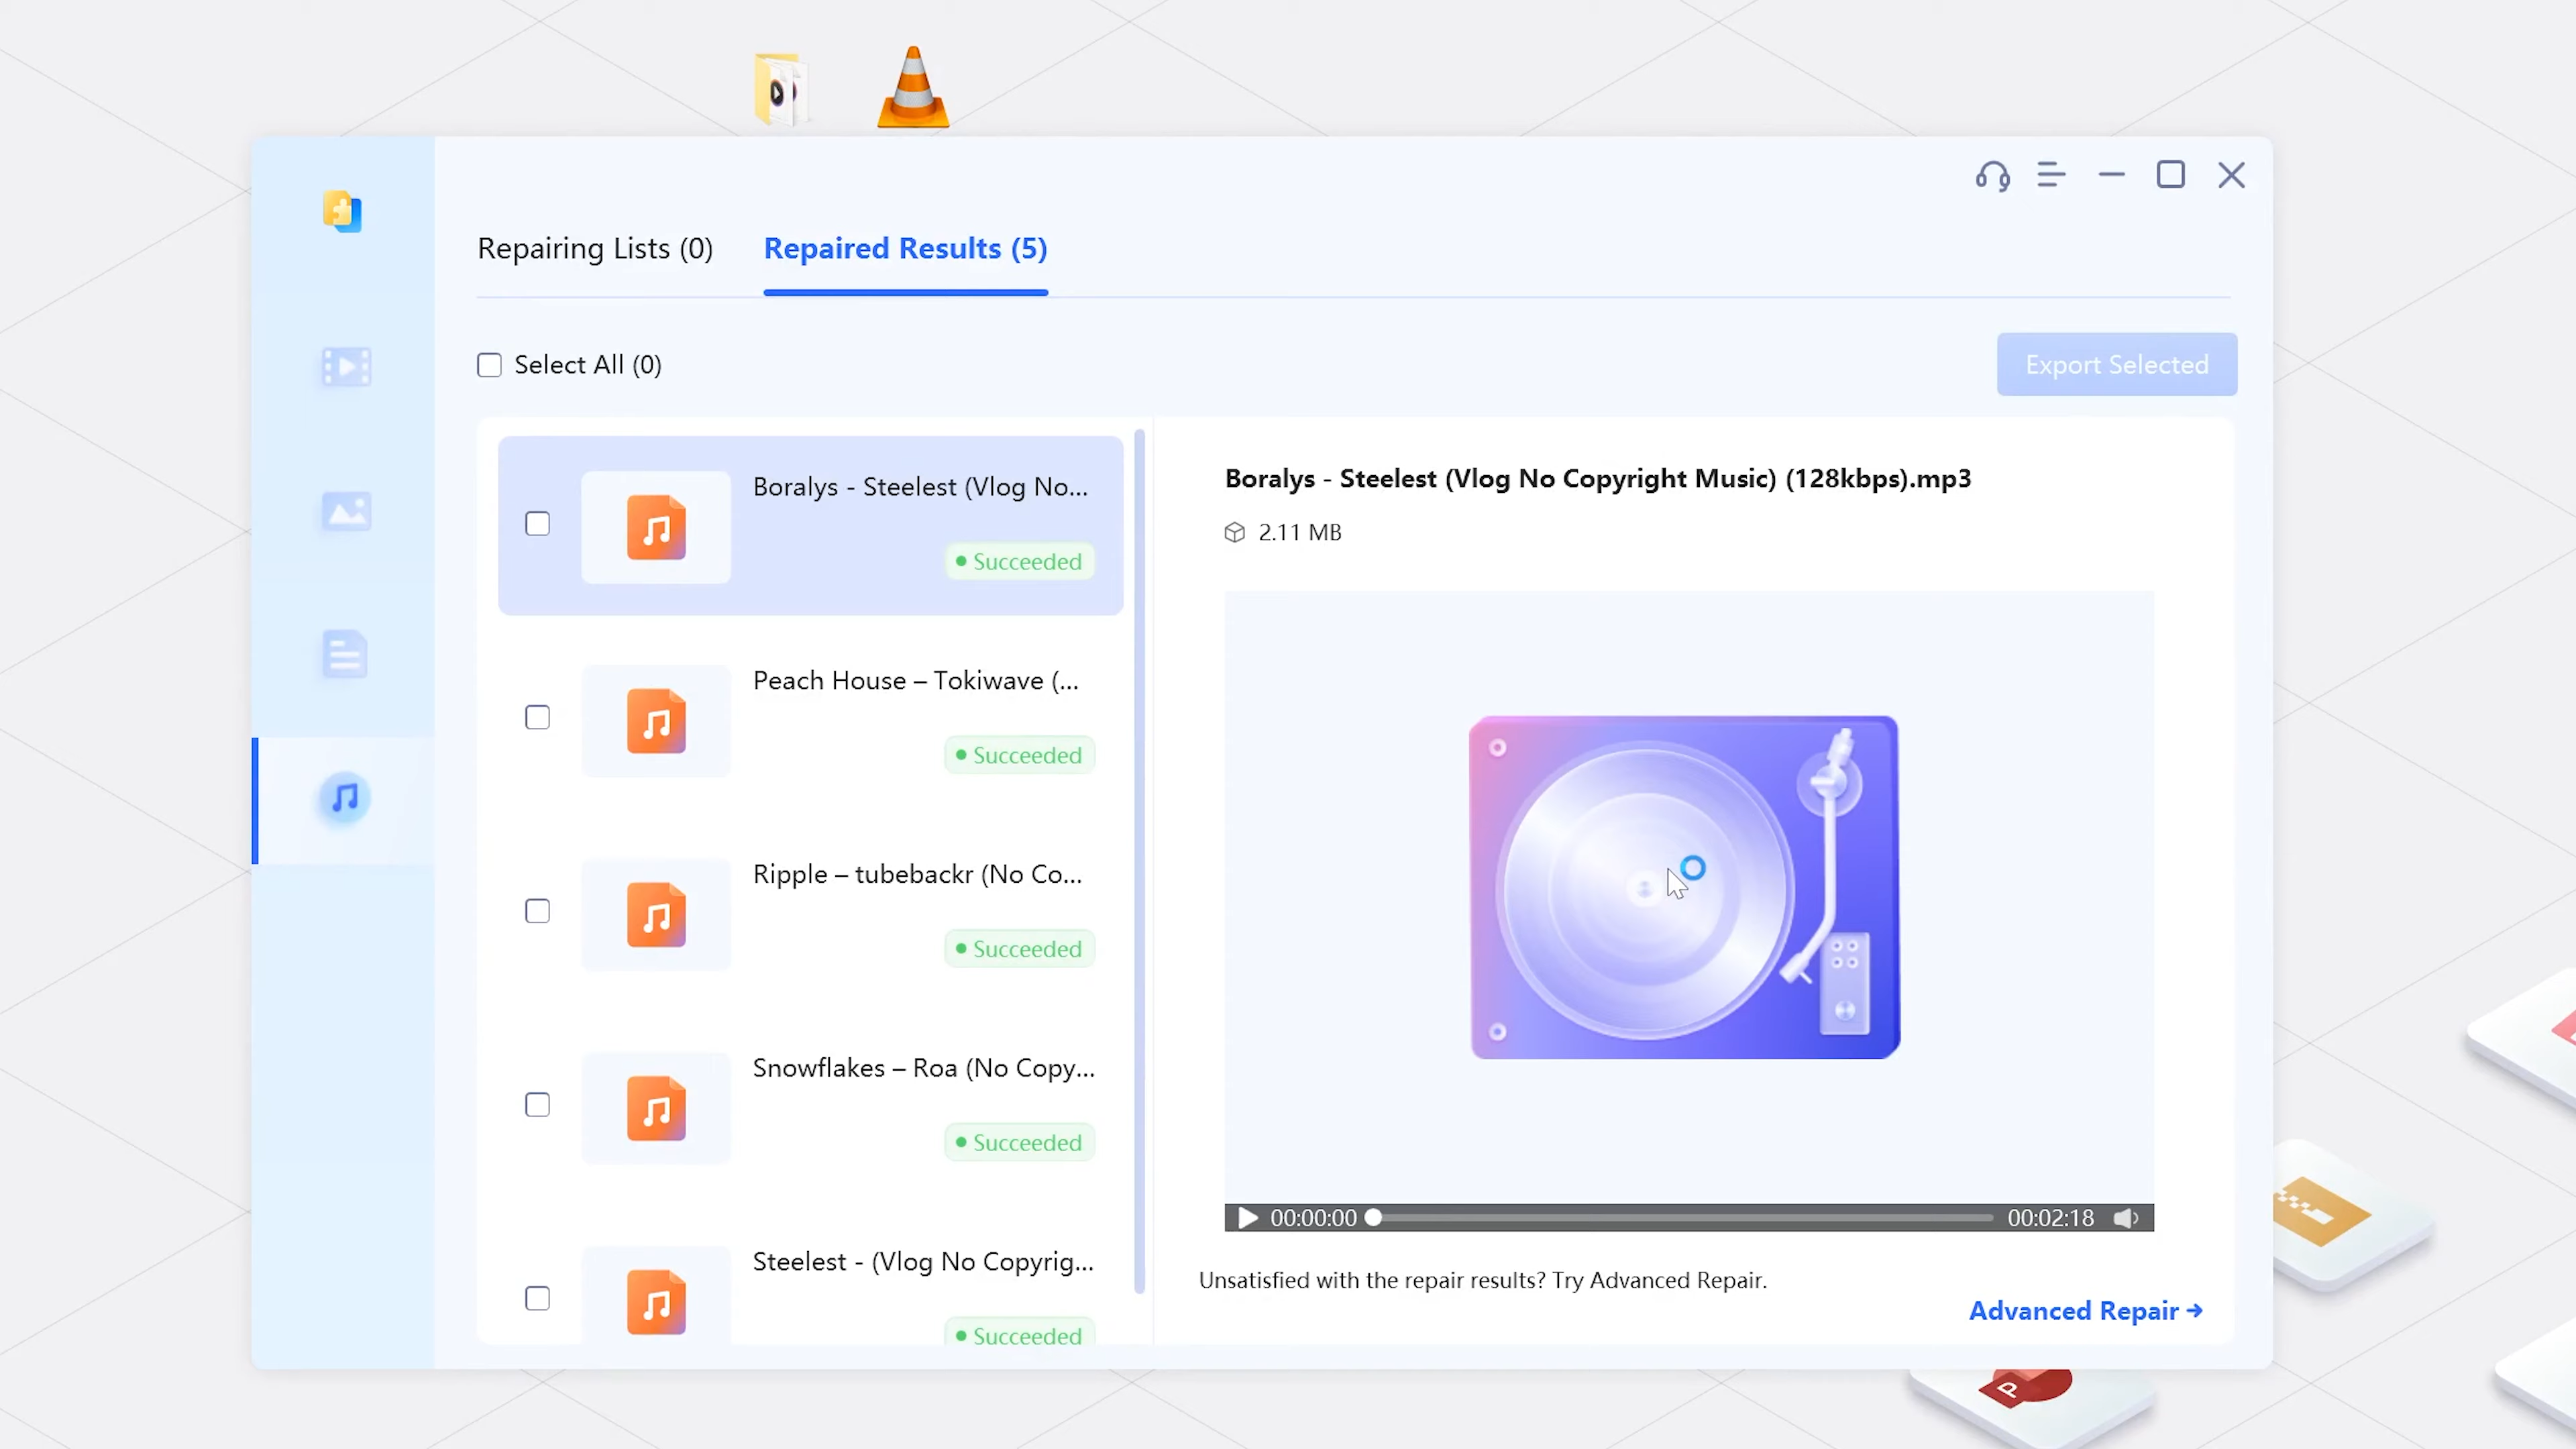 Repairing Lists (0)
Repaired Results (5)
Select All (0)
Export Selected
Boralys - Steelest (Vlog No...
Succeeded
Peach House – Tokiwave (...
Succeeded
Ripple – tubebackr (No Co...
Succeeded
Snowflakes – Roa (No Copy...
Succeeded
Steelest - (Vlog No Copyrig...
Succeeded
Boralys - Steelest (Vlog No Copyright Music) (128kbps).mp3
2.11 MB
00:00:00
00:02:18
Unsatisfied with the repair results? Try Advanced Repair.
Advanced Repair →
P